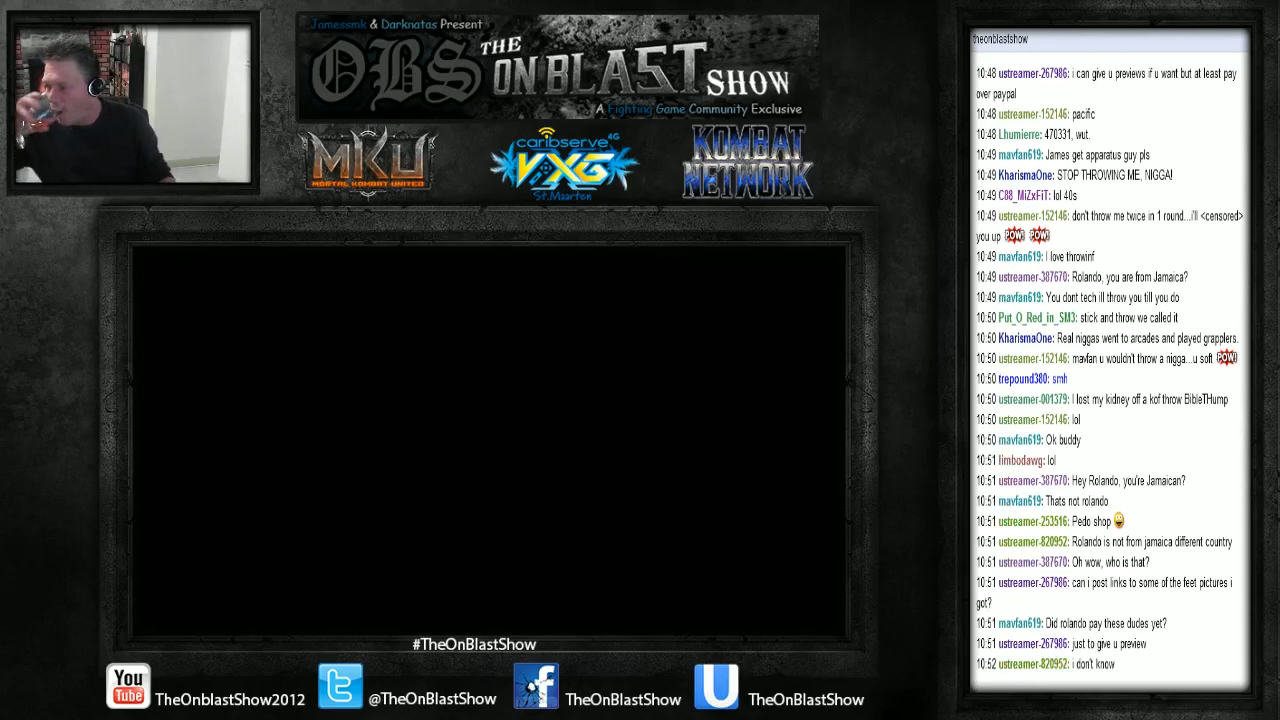 Jamessmk & Darknatas Present
OBS THE ON BLAST SHOW
A Fighting Game Community Exclusive
MKU
MORTAL KOMBAT UNITED
caribserve 4G
VXG
St.Maarten
KOMBAT
NETWORK
#TheOnBlastShow
You
Tube
TheOnblastShow2012
@TheOnBlastShow
TheOnBlastShow
TheOnBlastShow
theonblastshow
10:48 ustreamer-267986: i can give u previews if u want but at least pay
over paypal
10:48 ustreamer-152146: pacific
10:48 Lhumierre: 470331, wut.
10:49 mavfan619: James get apparatus guy pls
10:49 KharismaOne: STOP THROWING ME, NIGGA!
10:49 C88_MiZxFiT: lol 40s
10:49 ustreamer-152146: don't throw me twice in 1 round...i'll <censored>
you up POW! POW!
10:49 mavfan619: I love throwinf
10:49 ustreamer-387670: Rolando, you are from Jamaica?
10:49 mavfan619: You dont tech ill throw you till you do
10:50 Put_O_Red_in_SM3: stick and throw we called it
10:50 KharismaOne: Real niggas went to arcades and played grapplers.
10:50 ustreamer-152146: mavfan u wouldn't throw a nigga...u soft POW!
10:50 trepound380: smh
10:50 ustreamer-001379: I lost my kidney off a kof throw BibleTHump
10:50 ustreamer-152146: lol
10:50 mavfan619: Ok buddy
10:51 limbodawg: lol
10:51 ustreamer-387670: Hey Rolando, you're Jamaican?
10:51 mavfan619: Thats not rolando
10:51 ustreamer-253516: Pedo shop
10:51 ustreamer-820952: Rolando is not from jamaica different country
10:51 ustreamer-387670: Oh wow, who is that?
10:51 ustreamer-267986: can i post links to some of the feet pictures i
got?
10:51 mavfan619: Did rolando pay these dudes yet?
10:51 ustreamer-267986: just to give u preview
10:52 ustreamer-820952: i don't know